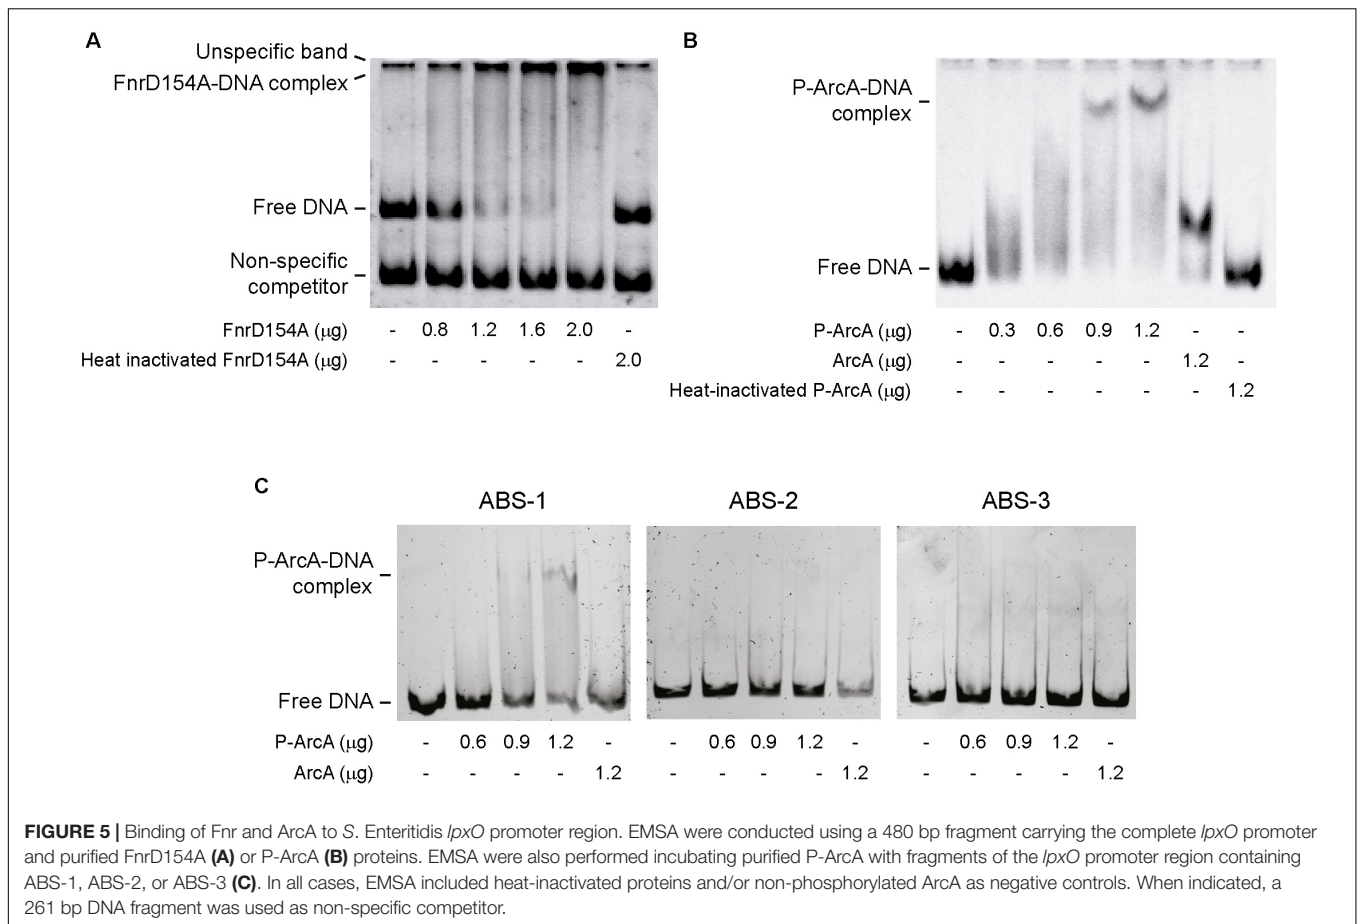 A
Unspecific band
FnrD154A-DNA complex
Free DNA
Non-specific
competitor
FnrD154A (μg) - 0.8 1.2 1.6 2.0 -
Heat inactivated FnrD154A (μg) - - - - - 2.0
B
P-ArcA-DNA
complex
Free DNA
P-ArcA (μg) - 0.3 0.6 0.9 1.2 - -
ArcA (μg) - - - - - 1.2 -
Heat-inactivated P-ArcA (μg) - - - - - - 1.2
C
ABS-1 ABS-2 ABS-3
P-ArcA-DNA
complex
Free DNA
P-ArcA (μg) - 0.6 0.9 1.2 - - 0.6 0.9 1.2 - - 0.6 0.9 1.2 -
ArcA (μg) - - - - 1.2 - - - - 1.2 - - - - 1.2
FIGURE 5 | Binding of Fnr and ArcA to S. Enteritidis lpxO promoter region. EMSA were conducted using a 480 bp fragment carrying the complete lpxO promoter
and purified FnrD154A (A) or P-ArcA (B) proteins. EMSA were also performed incubating purified P-ArcA with fragments of the lpxO promoter region containing
ABS-1, ABS-2, or ABS-3 (C). In all cases, EMSA included heat-inactivated proteins and/or non-phosphorylated ArcA as negative controls. When indicated, a
261 bp DNA fragment was used as non-specific competitor.